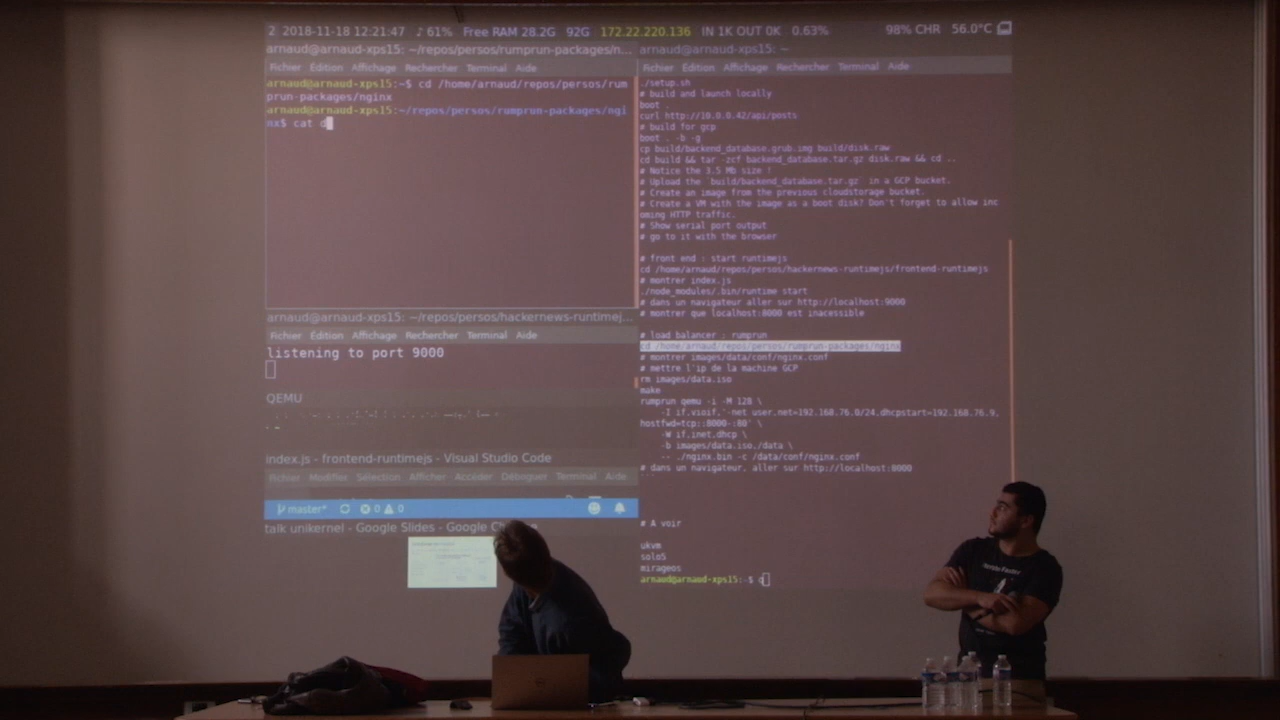 2 2018-11-18 12:21:47 ♪ 61% Free RAM 28.2G 92G 172.22.220.136 IN 1K OUT 0K 0.63% 98% CHR 56.0°C
arnaud@arnaud-xps15: ~/repos/persos/rumprun-packages/n...
Fichier Édition Affichage Rechercher Terminal Aide
arnaud@arnaud-xps15:~$ cd /home/arnaud/repos/persos/rum
prun-packages/nginx
arnaud@arnaud-xps15:~/repos/persos/rumprun-packages/ngi
nx$ cat d
arnaud@arnaud-xps15: ~/repos/persos/hackernews-runtimej...
Fichier Édition Affichage Rechercher Terminal Aide
listening to port 9000
QEMU
index.js - frontend-runtimejs - Visual Studio Code
Fichier Modifier Sélection Afficher Accéder Déboguer Terminal Aide
master* 0 0
talk unikernel - Google Slides - Google
arnaud@arnaud-xps15: ~
Fichier Édition Affichage Rechercher Terminal Aide
./setup.sh
# build and launch locally
boot .
curl http://10.0.0.42/api/posts
# build for gcp
boot . -b -g
cp build/backend_database.grub.img build/disk.raw
cd build && tar -zcf backend_database.tar.gz disk.raw && cd ..
# Notice the 3.5 Mb size !
# Upload the `build/backend_database.tar.gz` in a GCP bucket.
# Create an image from the previous cloudstorage bucket.
# Create a VM with the image as a boot disk? Don't forget to allow inc
oming HTTP traffic.
# Show serial port output
# go to it with the browser
# front end : start runtimejs
cd /home/arnaud/repos/persos/hackernews-runtimejs/frontend-runtimejs
# montrer index.js
./node_modules/.bin/runtime start
# dans un navigateur aller sur http://localhost:9000
# montrer que localhost:8000 est inacessible
# load balancer : rumprun
cd /home/arnaud/repos/persos/rumprun-packages/nginx
# montrer images/data/conf/nginx.conf
# mettre l'ip de la machine GCP
rm images/data.iso
make
rumprun qemu -i -M 128 \
-I if,vioif,'-net user,net=192.168.76.0/24,dhcpstart=192.168.76.9,
hostfwd=tcp::8000-:80' \
-W if,inet,dhcp \
-b images/data.iso,/data \
-- ./nginx.bin -c /data/conf/nginx.conf
# dans un navigateur, aller sur http://localhost:8000
# A voir
ukvm
solo5
mirageos
arnaud@arnaud-xps15:~$ q